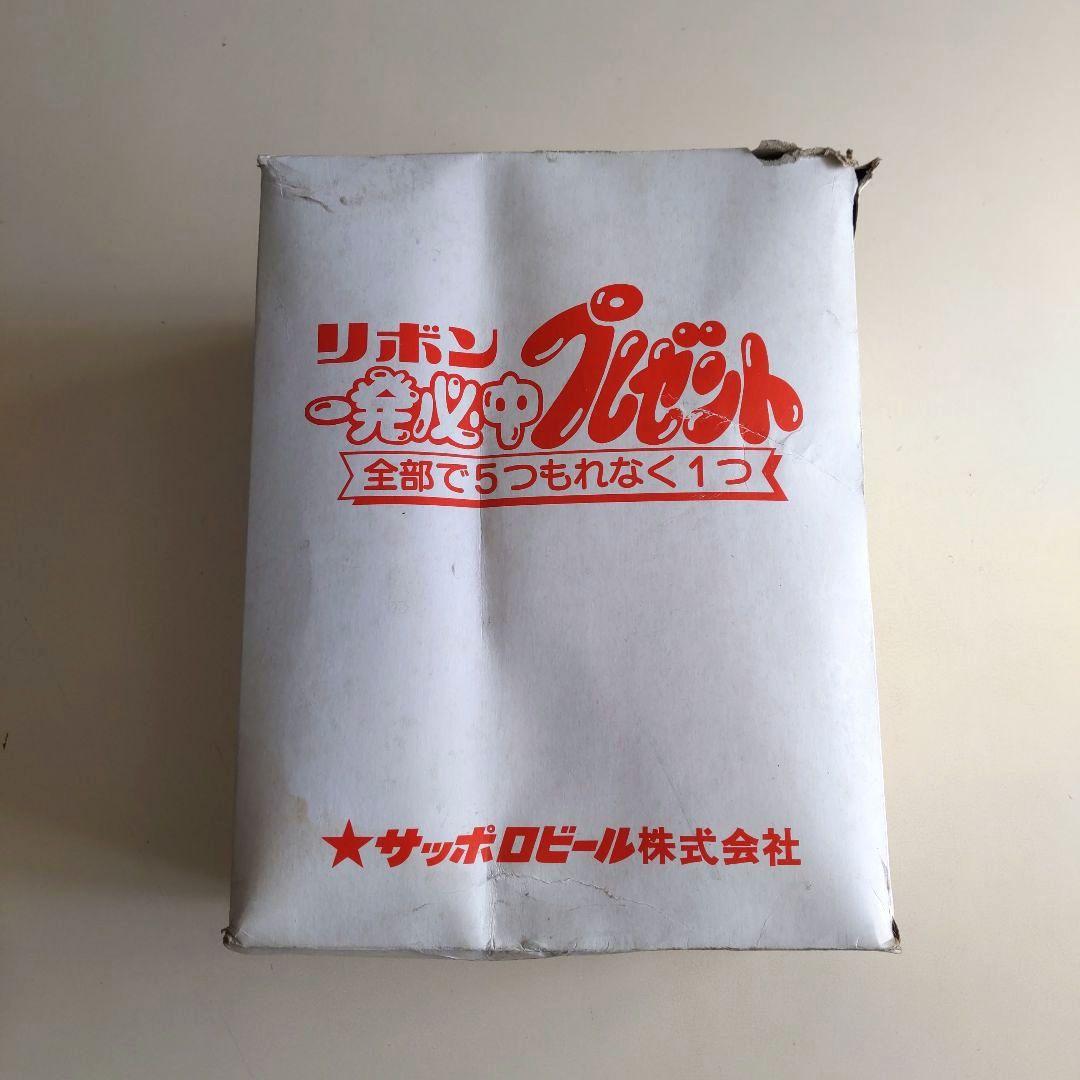 リボン
一発必中プレゼント
全部で5つもれなく1つ
★サッポロビール株式会社